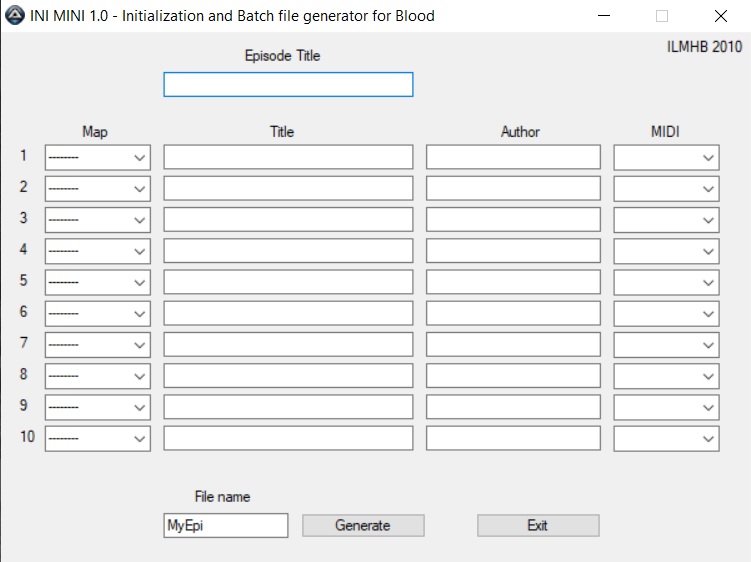 INI MINI 1.0 - Initialization and Batch file generator for Blood
ILMHB 2010
Episode Title
Map Title Author MIDI
1 --------
2 --------
3 --------
4 --------
5 --------
6 --------
7 --------
8 --------
9 --------
10 --------
File name
MyEpi Generate Exit